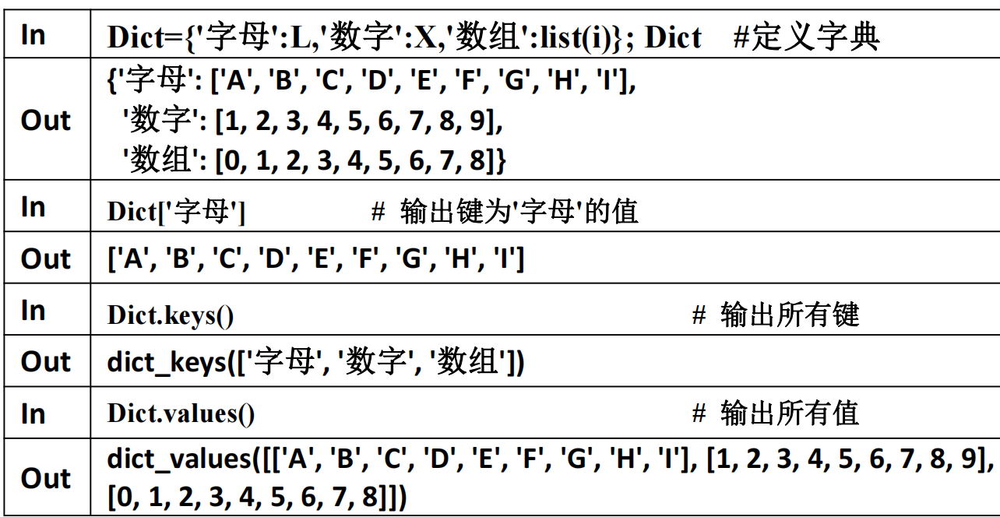 In Dict={'字母':L,'数字':X,'数组':list(i)}; Dict #定义字典
Out {'字母': ['A', 'B', 'C', 'D', 'E', 'F', 'G', 'H', 'I'],
'数字': [1, 2, 3, 4, 5, 6, 7, 8, 9],
'数组': [0, 1, 2, 3, 4, 5, 6, 7, 8]}
In Dict['字母'] # 输出键为'字母'的值
Out ['A', 'B', 'C', 'D', 'E', 'F', 'G', 'H', 'I']
In Dict.keys() # 输出所有键
Out dict_keys(['字母', '数字', '数组'])
In Dict.values() # 输出所有值
Out dict_values([['A', 'B', 'C', 'D', 'E', 'F', 'G', 'H', 'I'], [1, 2, 3, 4, 5, 6, 7, 8, 9],
[0, 1, 2, 3, 4, 5, 6, 7, 8]])